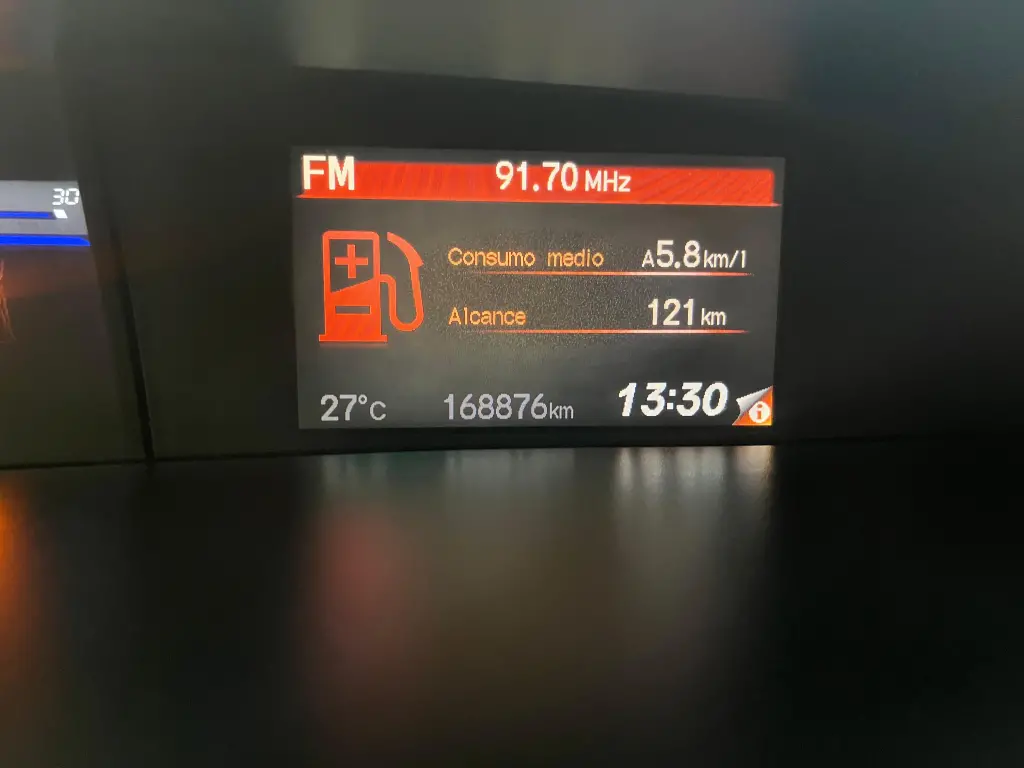 FM 91.70 MHz
30
Consumo medio A5.8 km/l
Alcance 121 km
27°C 168876km 13:30